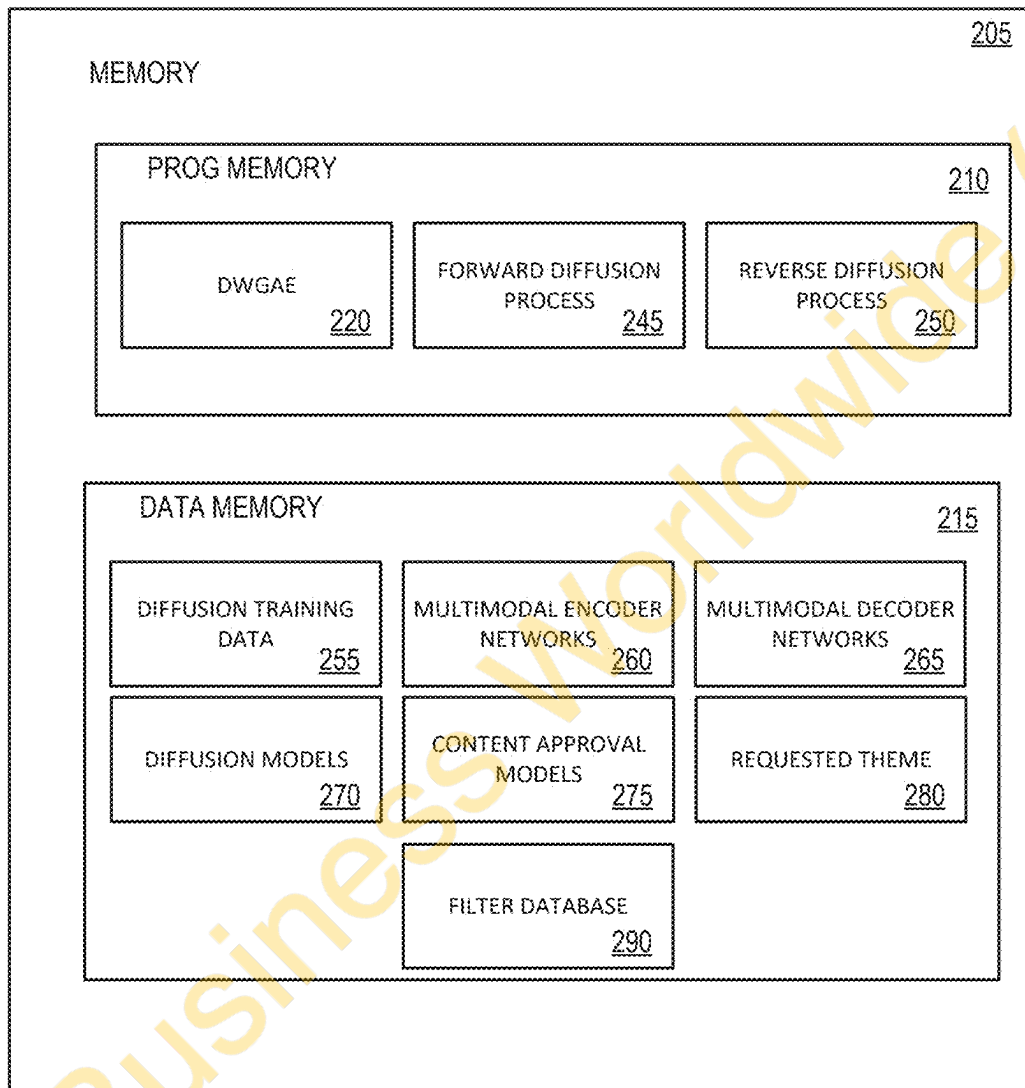 205
MEMORY
PROG MEMORY
210
DWGAE
220
FORWARD DIFFUSION
PROCESS
245
REVERSE DIFFUSION
PROCESS
250
DATA MEMORY
215
DIFFUSION TRAINING
DATA
255
MULTIMODAL ENCODER
NETWORKS
260
MULTIMODAL DECODER
NETWORKS
265
DIFFUSION MODELS
270
CONTENT APPROVAL
MODELS
275
REQUESTED THEME
280
FILTER DATABASE
290
Business Worldwide